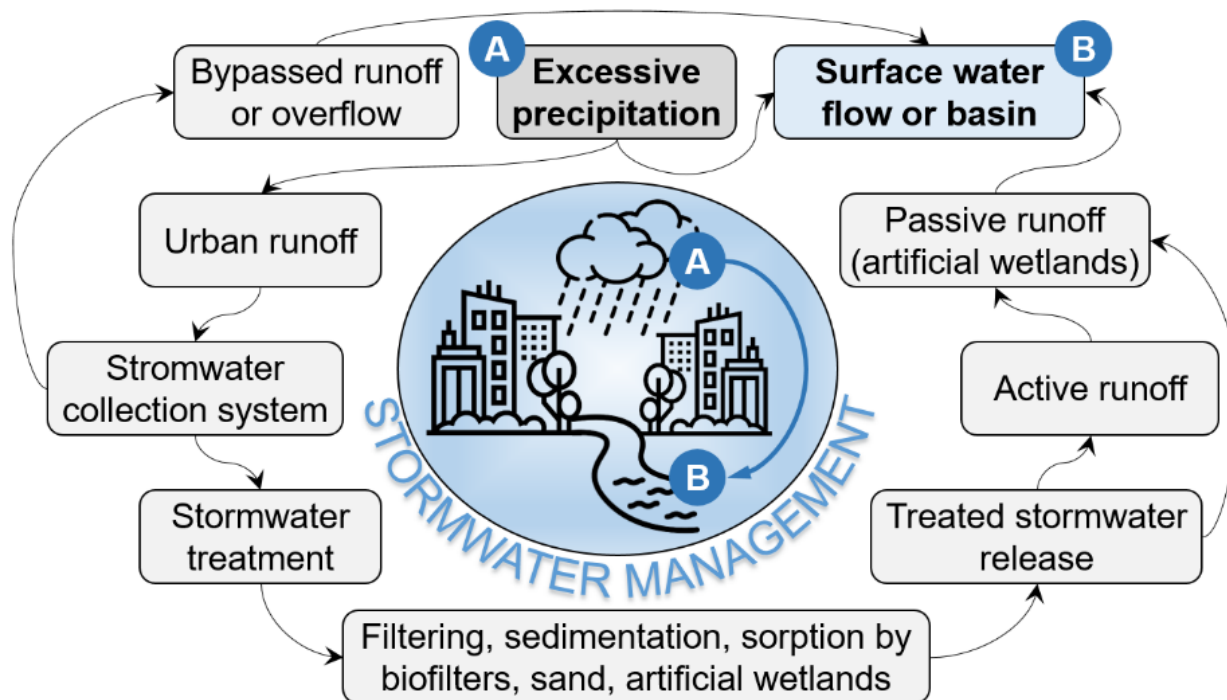 A
B
Bypassed runoff
or overflow
Excessive
precipitation
Surface water
flow or basin
Urban runoff
A
Passive runoff
(artificial wetlands)
Stromwater
collection system
Active runoff
B
Stormwater
treatment
STORMWATER MANAGEMENT
Treated stormwater
release
Filtering, sedimentation, sorption by
biofilters, sand, artificial wetlands